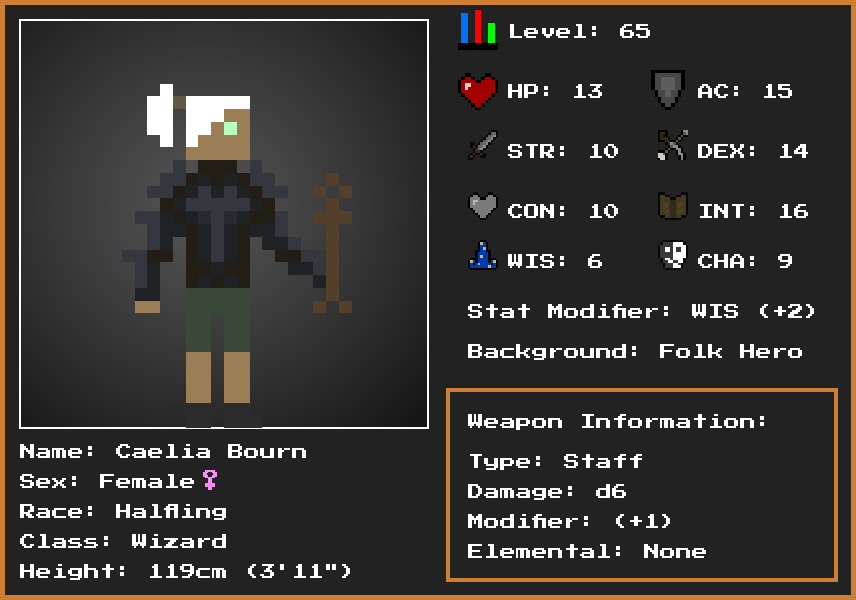 Level: 65
HP: 13 AC: 15
STR: 10 DEX: 14
CON: 10 INT: 16
WIS: 6 CHA: 9
Stat Modifier: WIS (+2)
Background: Folk Hero
Weapon Information:
Type: Staff
Damage: d6
Modifier: (+1)
Elemental: None
Name: Caelia Bourn
Sex: Female♀
Race: Halfling
Class: Wizard
Height: 119cm (3'11")